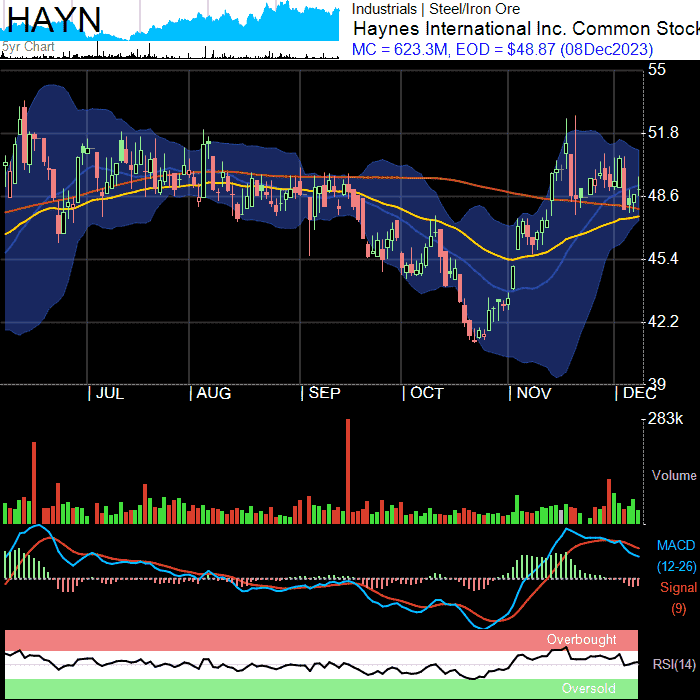 HAYN
5yr Chart
Industrials | Steel/Iron Ore
Haynes International Inc. Common Stock
MC = 623.3M, EOD = $48.87 (08Dec2023)
55
51.8
48.6
45.4
42.2
39
| JUL | AUG | SEP | OCT | NOV | DEC
283k
Volume
MACD
(12-26)
Signal
(9)
Overbought
RSI(14)
Oversold